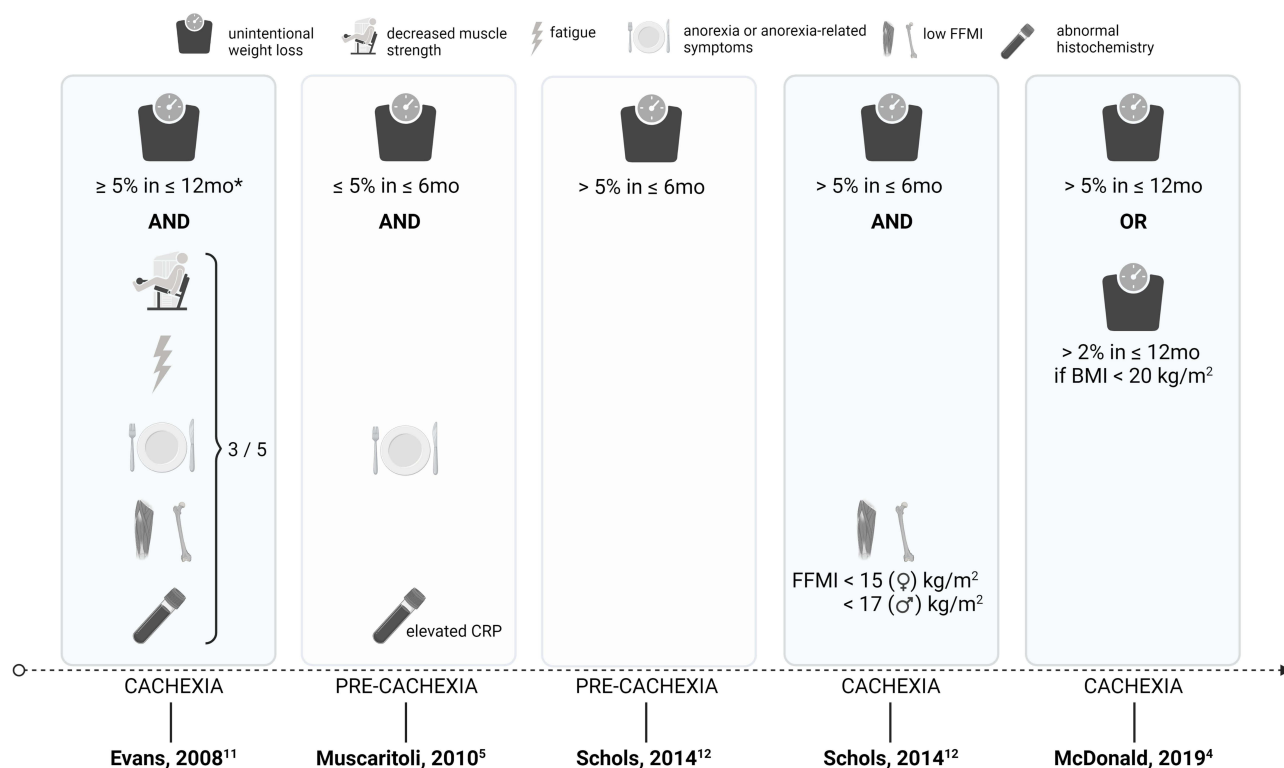 unintentional
weight loss
decreased muscle
strength
fatigue
anorexia or anorexia-related
symptoms
low FFMI
abnormal
histochemistry
≥ 5% in ≤ 12mo*
AND
3 / 5
CACHEXIA
Evans, 2008¹¹
≤ 5% in ≤ 6mo
AND
elevated CRP
PRE-CACHEXIA
Muscaritoli, 2010⁵
> 5% in ≤ 6mo
PRE-CACHEXIA
Schols, 2014¹²
> 5% in ≤ 6mo
AND
FFMI < 15 (♀) kg/m²
< 17 (♂) kg/m²
CACHEXIA
Schols, 2014¹²
> 5% in ≤ 12mo
OR
> 2% in ≤ 12mo
if BMI < 20 kg/m²
CACHEXIA
McDonald, 2019⁴